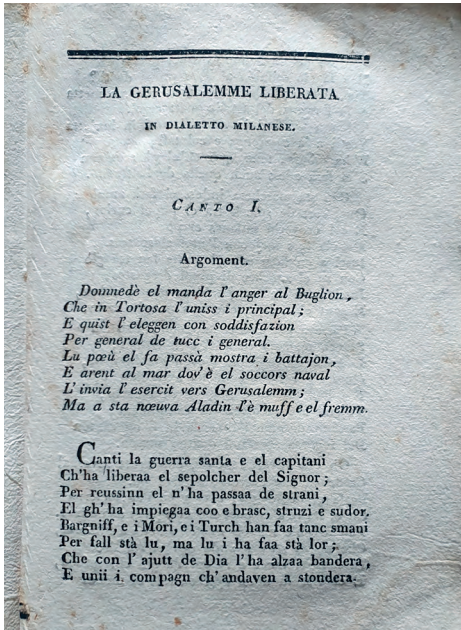 LA GERUSALEMME LIBERATA
IN DIALETTO MILANESE.
CANTO I.
Argoment.
Domnedè el manda l'anger al Buglion,
Che in Tortosa l'uniss i principal;
E quist l'eleggen con soddisfazion
Per general de tucc i general.
Lu pœù el fa passà mostra i battajon,
E arent al mar dov'è el soccors naval
L'invia l'esercit vers Gerusalemm;
Ma a sta nœuva Aladin l'è muff e el fremm.
Canti la guerra santa e el capitani
Ch'ha liberaa el sepolcher del Signor;
Per reussinn el n'ha passaa de strani,
El gh'ha impiegaa coo e brasc, struzi e sudor.
Bargniff, e i Mori, e i Turch han faa tanc smani
Per fall stà lu, ma lu i ha faa stà lor;
Che con l'ajutt de Dia l'ha alzaa bandera,
E unii i compagn ch'andaven a stondera.